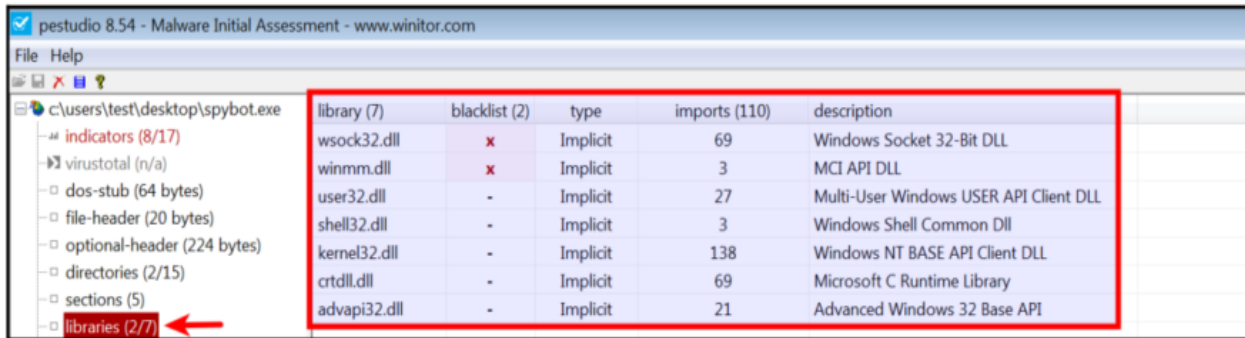 pestudio 8.54 - Malware Initial Assessment - www.winitor.com
File Help
c:\users\test\desktop\spybot.exe
indicators (8/17)
virustotal (n/a)
dos-stub (64 bytes)
file-header (20 bytes)
optional-header (224 bytes)
directories (2/15)
sections (5)
libraries (2/7)
library (7) blacklist (2) type imports (110) description
wsock32.dll x Implicit 69 Windows Socket 32-Bit DLL
winmm.dll x Implicit 3 MCI API DLL
user32.dll - Implicit 27 Multi-User Windows USER API Client DLL
shell32.dll - Implicit 3 Windows Shell Common Dll
kernel32.dll - Implicit 138 Windows NT BASE API Client DLL
crtdll.dll - Implicit 69 Microsoft C Runtime Library
advapi32.dll - Implicit 21 Advanced Windows 32 Base API